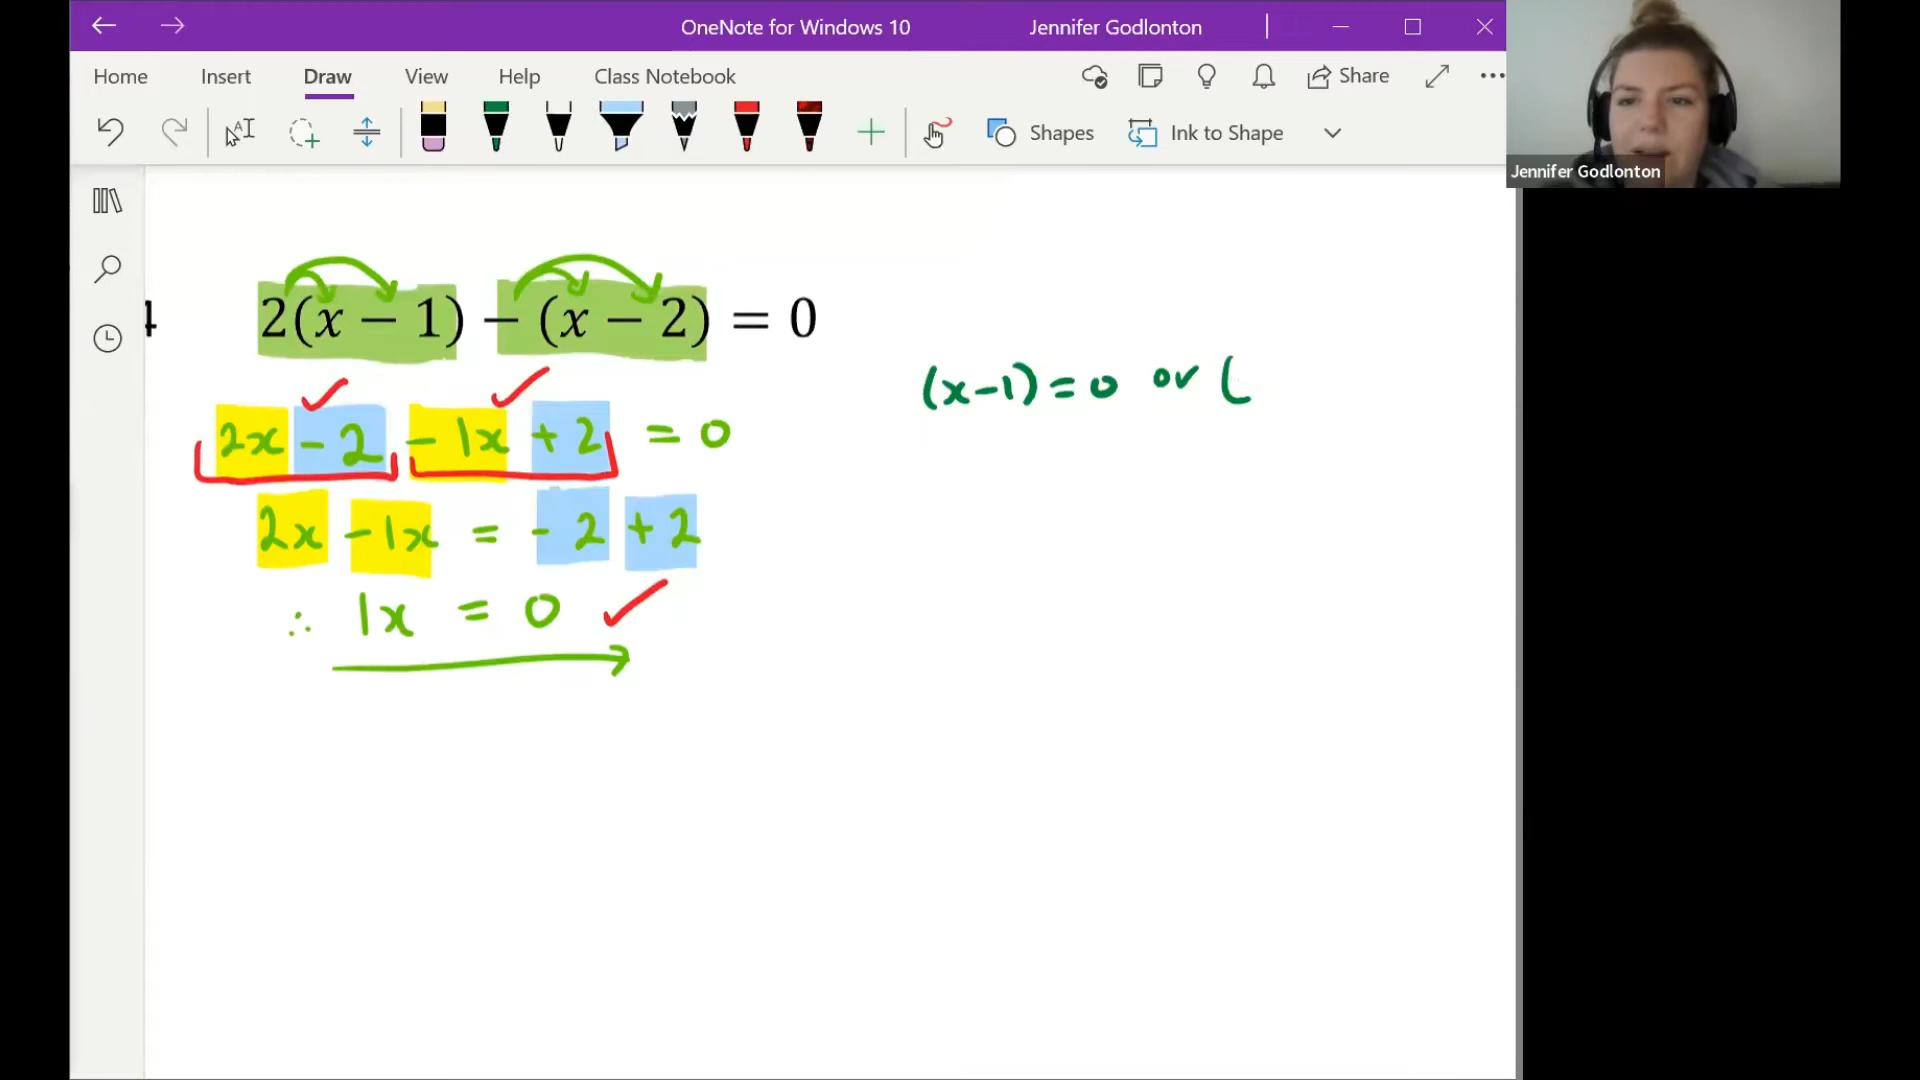 OneNote for Windows 10
Jennifer Godlonton
Home Insert Draw View Help Class Notebook
Share
Shapes
Ink to Shape
Jennifer Godlonton
4 2(x − 1) − (x − 2) = 0
(x-1) = 0 or (
2x - 2 - 1x + 2 = 0
2x - 1x = - 2 + 2
∴ 1x = 0